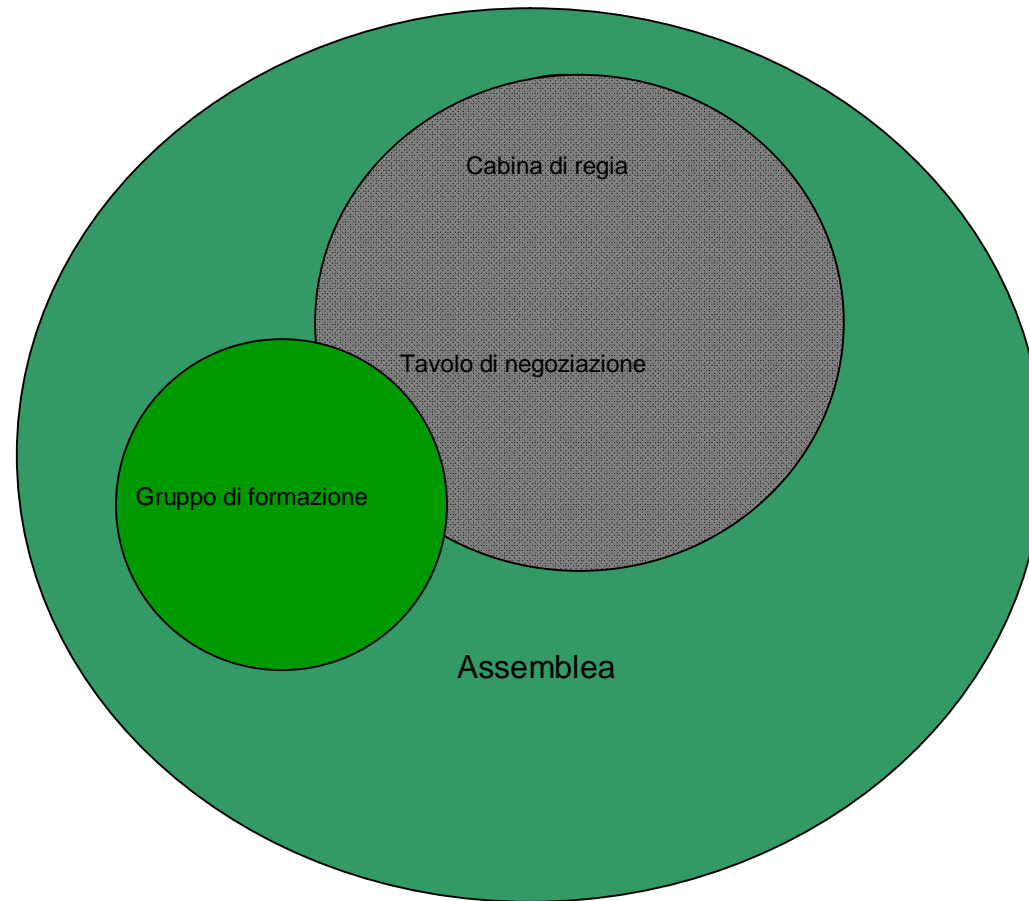 Cabina di regia
Tavolo di negoziazione
Gruppo di formazione
Assemblea